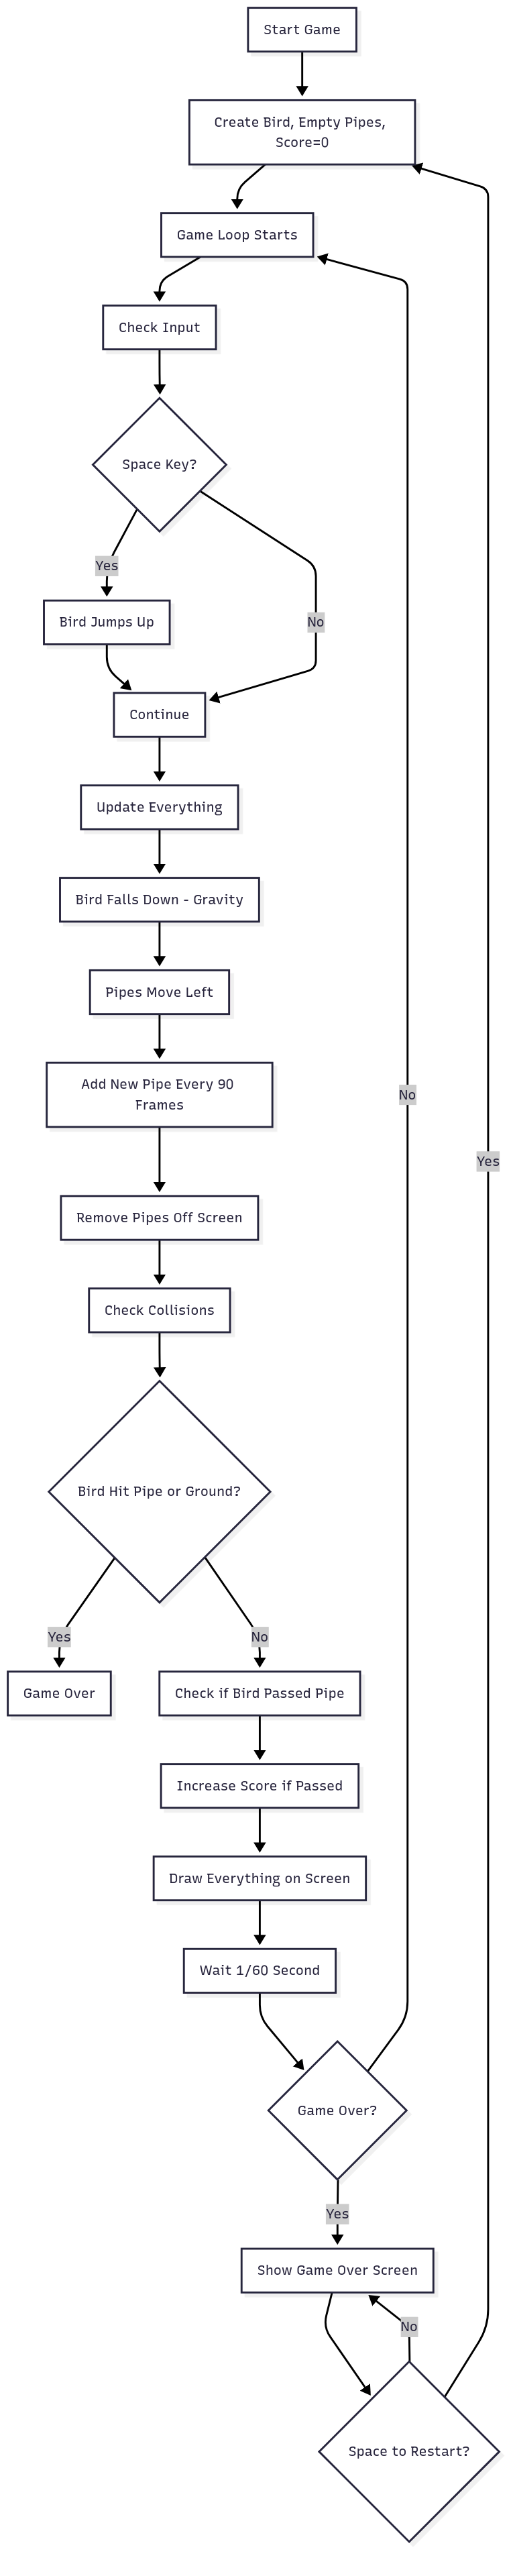 Start Game
Create Bird, Empty Pipes,
Score=0
Game Loop Starts
Check Input
Space Key?
Yes
No
Bird Jumps Up
Continue
Update Everything
Bird Falls Down - Gravity
Pipes Move Left
Add New Pipe Every 90
Frames
No
Yes
Remove Pipes Off Screen
Check Collisions
Bird Hit Pipe or Ground?
Yes
No
Game Over
Check if Bird Passed Pipe
Increase Score if Passed
Draw Everything on Screen
Wait 1/60 Second
Game Over?
Yes
Show Game Over Screen
No
Space to Restart?